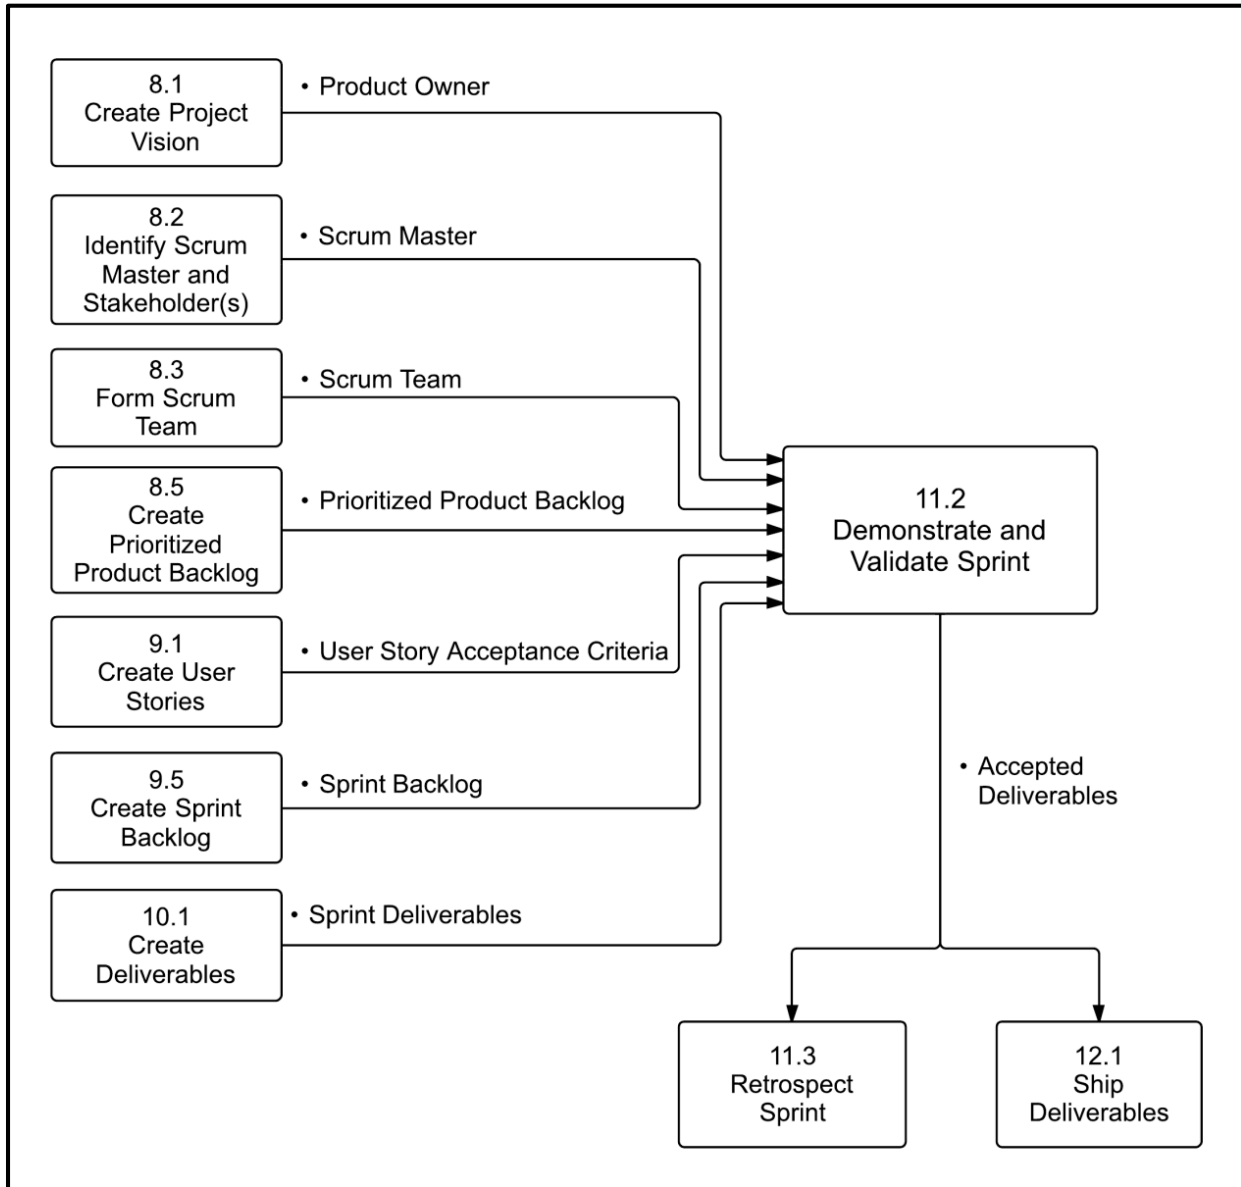 8.1
Create Project
Vision
• Product Owner
8.2
Identify Scrum
Master and
Stakeholder(s)
• Scrum Master
8.3
Form Scrum
Team
• Scrum Team
8.5
Create
Prioritized
Product Backlog
• Prioritized Product Backlog
9.1
Create User
Stories
• User Story Acceptance Criteria
9.5
Create Sprint
Backlog
• Sprint Backlog
10.1
Create
Deliverables
• Sprint Deliverables
11.2
Demonstrate and
Validate Sprint
• Accepted
Deliverables
11.3
Retrospect
Sprint
12.1
Ship
Deliverables